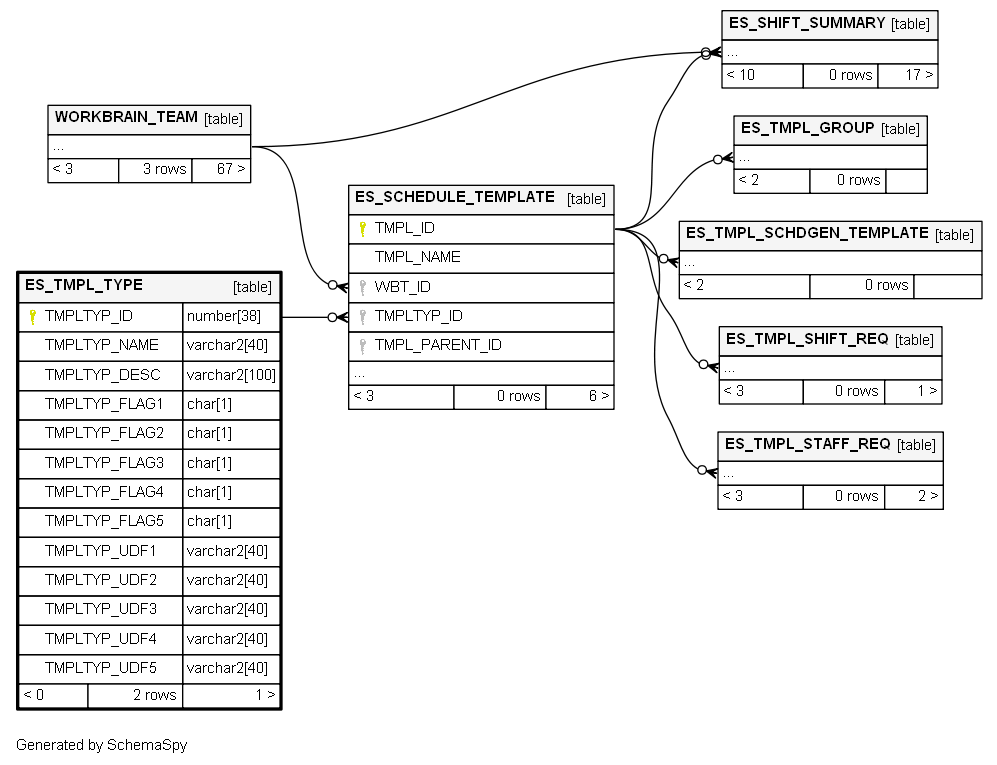 ES_SHIFT_SUMMARY [table]
...
< 10 0 rows 17 >
WORKBRAIN_TEAM [table]
...
< 3 3 rows 67 >
ES_TMPL_GROUP [table]
...
< 2 0 rows
ES_SCHEDULE_TEMPLATE [table]
TMPL_ID
TMPL_NAME
WBT_ID
TMPLTYP_ID
TMPL_PARENT_ID
...
< 3 0 rows 6 >
ES_TMPL_SCHDGEN_TEMPLATE [table]
...
< 2 0 rows
ES_TMPL_TYPE [table]
TMPLTYP_ID number[38]
TMPLTYP_NAME varchar2[40]
TMPLTYP_DESC varchar2[100]
TMPLTYP_FLAG1 char[1]
TMPLTYP_FLAG2 char[1]
TMPLTYP_FLAG3 char[1]
TMPLTYP_FLAG4 char[1]
TMPLTYP_FLAG5 char[1]
TMPLTYP_UDF1 varchar2[40]
TMPLTYP_UDF2 varchar2[40]
TMPLTYP_UDF3 varchar2[40]
TMPLTYP_UDF4 varchar2[40]
TMPLTYP_UDF5 varchar2[40]
< 0 2 rows 1 >
ES_TMPL_SHIFT_REQ [table]
...
< 3 0 rows 1 >
ES_TMPL_STAFF_REQ [table]
...
< 3 0 rows 2 >
Generated by SchemaSpy